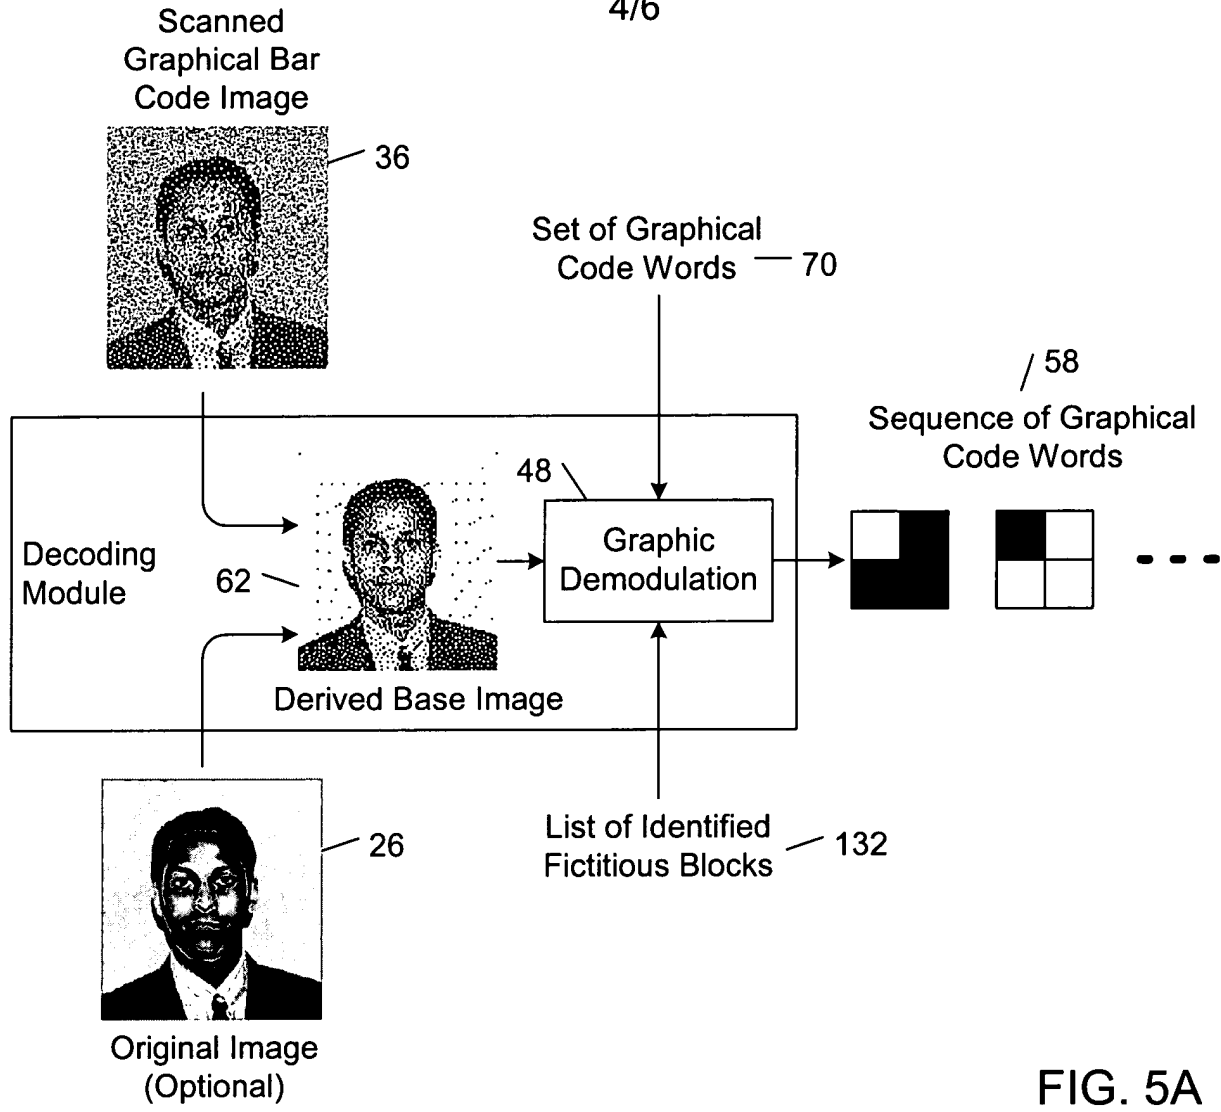 4/6
Scanned
Graphical Bar
Code Image
36
Set of Graphical
Code Words
70
58
Sequence of Graphical
Code Words
48
Graphic
Demodulation
Decoding
Module
62
Derived Base Image
26
List of Identified
Fictitious Blocks
132
Original Image
(Optional)
FIG. 5A